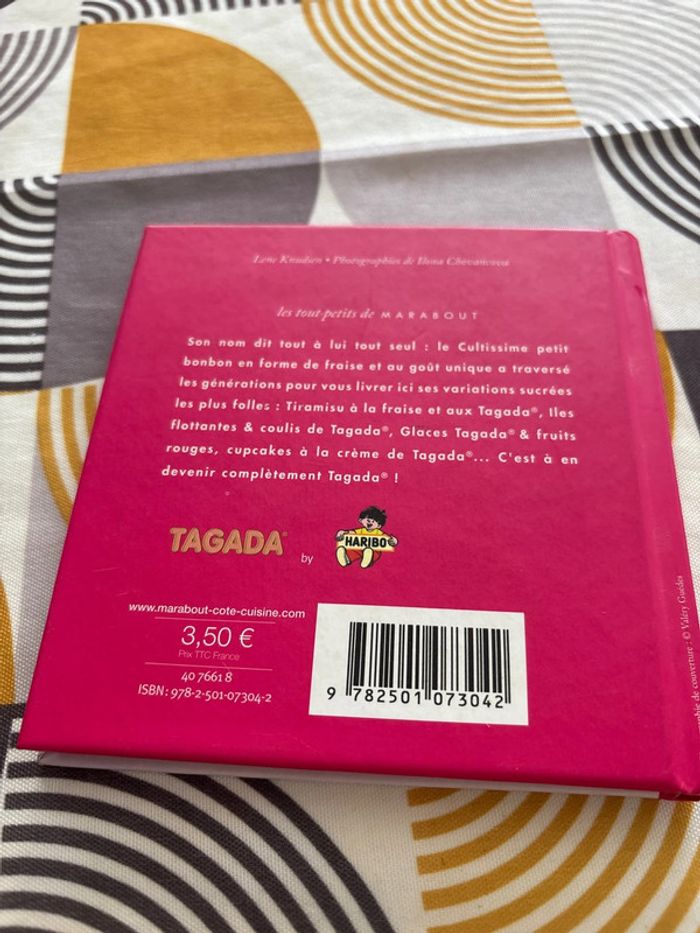 Lene Knudsen • Photographies de Ilona Chovancova
les tout-petits de MARABOUT
Son nom dit tout à lui tout seul : le Cultissime petit
bonbon en forme de fraise et au goût unique a traversé
les générations pour vous livrer ici ses variations sucrées
les plus folles : Tiramisu à la fraise et aux Tagada®, Iles
flottantes & coulis de Tagada®, Glaces Tagada® & fruits
rouges, cupcakes à la crème de Tagada®... C'est à en
devenir complètement Tagada® !
TAGADA®
by
HARIBO
www.marabout-cote-cuisine.com
3,50 €
Prix TTC France
40 7661 8
ISBN : 978-2-501-07304-2
9 782501 073042
de couverture : © Valéry Guedes